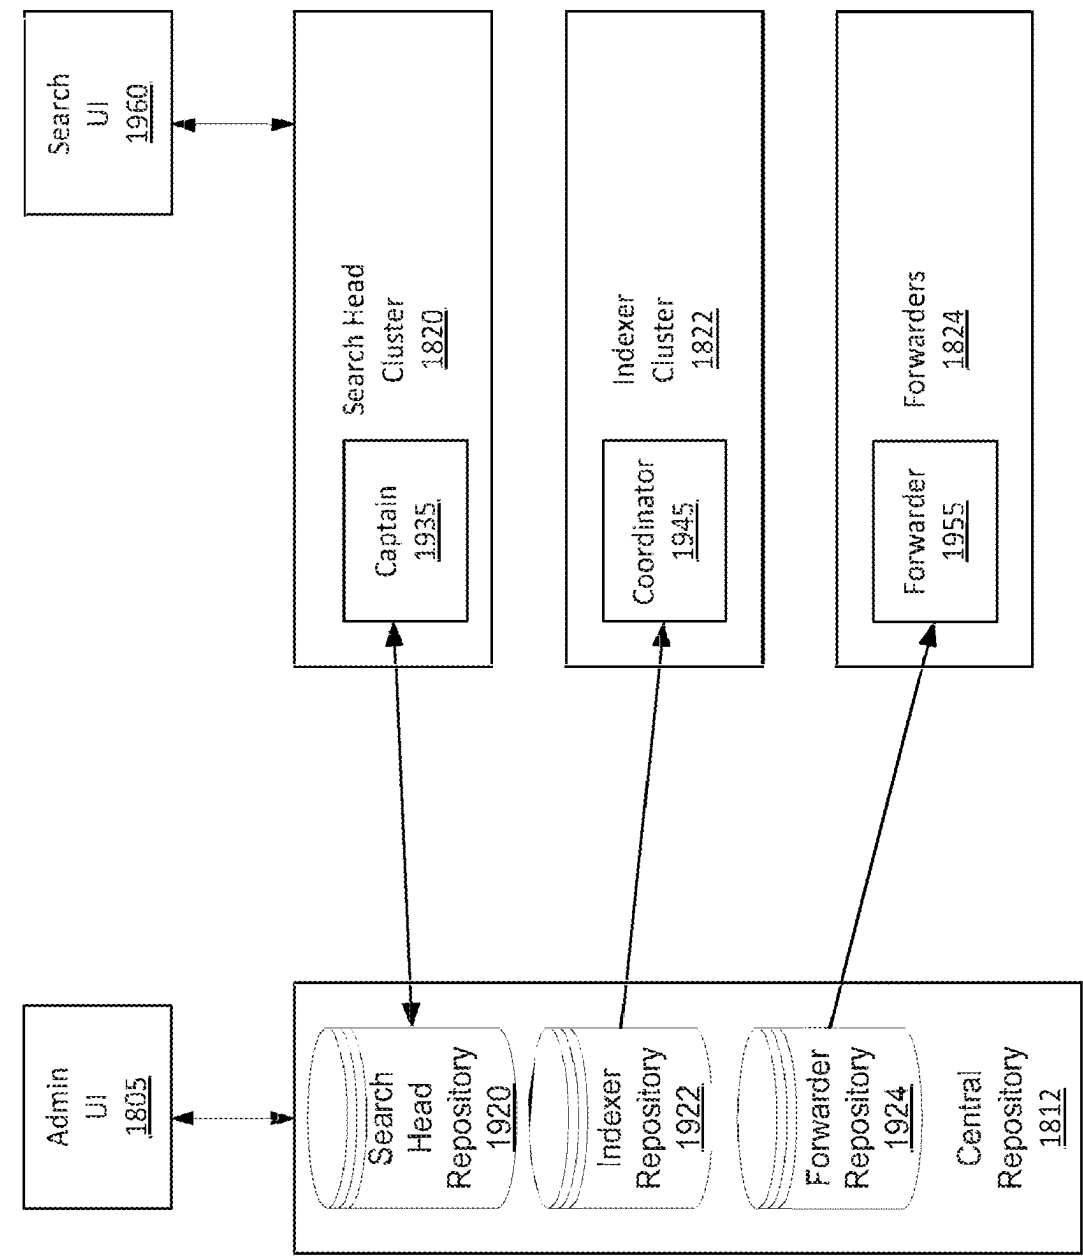 Admin
UI
1805
Search
UI
1960
Search
Head
Repository
1920
Indexer
Repository
1922
Forwarder
Repository
1924
Central
Repository
1812
Captain
1935
Search Head
Cluster
1820
Coordinator
1945
Indexer
Cluster
1822
Forwarder
1955
Forwarders
1824